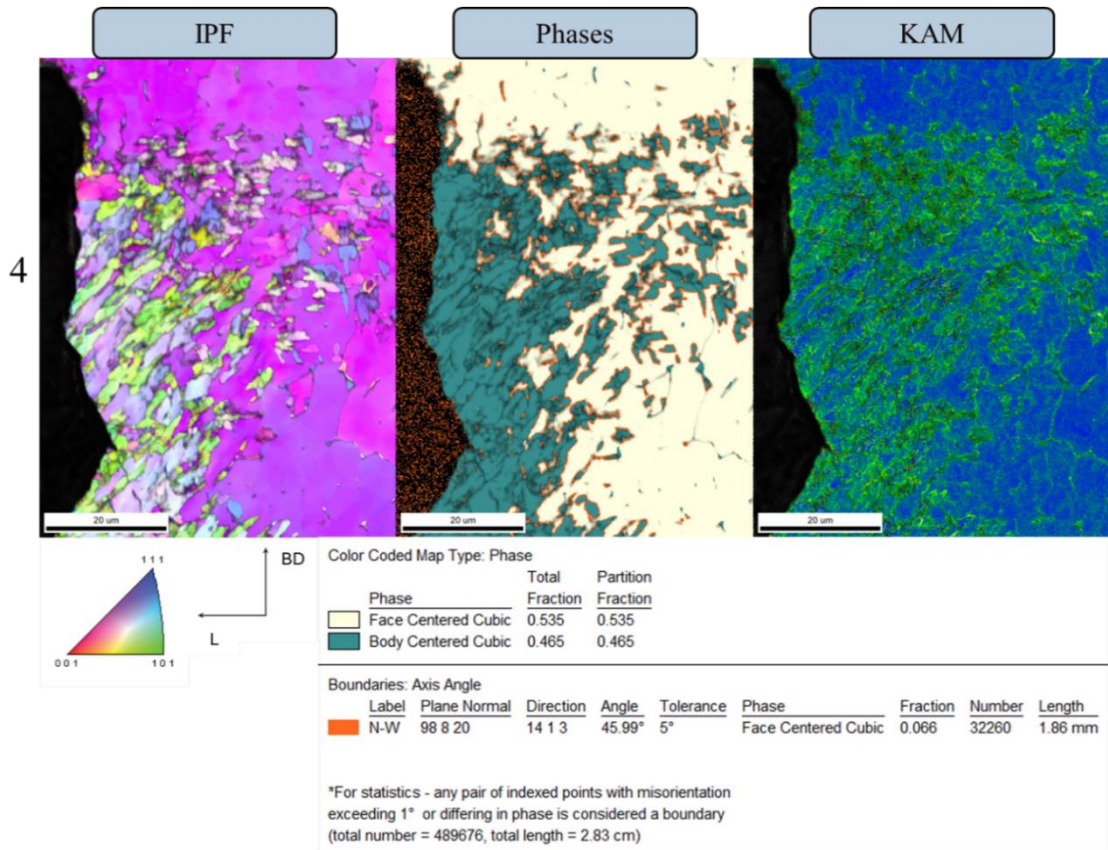 IPF Phases KAM
4
20 um 20 um 20 um
BD
L
1 1 1
0 0 1 1 0 1
Color Coded Map Type: Phase
Total Partition
Phase Fraction Fraction
Face Centered Cubic 0.535 0.535
Body Centered Cubic 0.465 0.465
Boundaries: Axis Angle
Label Plane Normal Direction Angle Tolerance Phase Fraction Number Length
N-W 98 8 20 14 1 3 45.99° 5° Face Centered Cubic 0.066 32260 1.86 mm
*For statistics - any pair of indexed points with misorientation
exceeding 1° or differing in phase is considered a boundary
(total number = 489676, total length = 2.83 cm)